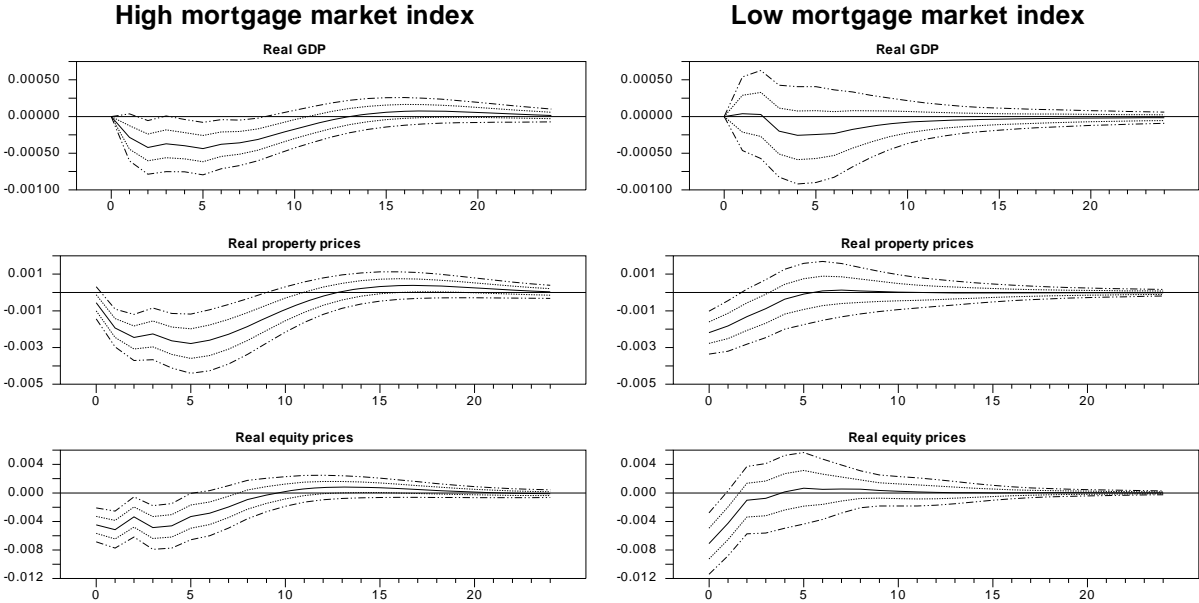 High mortgage market index
Low mortgage market index
Real GDP
0.00050
0.00000
-0.00050
-0.00100
0 5 10 15 20
Real GDP
0.00050
0.00000
-0.00050
-0.00100
0 5 10 15 20
Real property prices
0.001
-0.001
-0.003
-0.005
0 5 10 15 20
Real property prices
0.001
-0.001
-0.003
-0.005
0 5 10 15 20
Real equity prices
0.004
0.000
-0.004
-0.008
-0.012
0 5 10 15 20
Real equity prices
0.004
0.000
-0.004
-0.008
-0.012
0 5 10 15 20